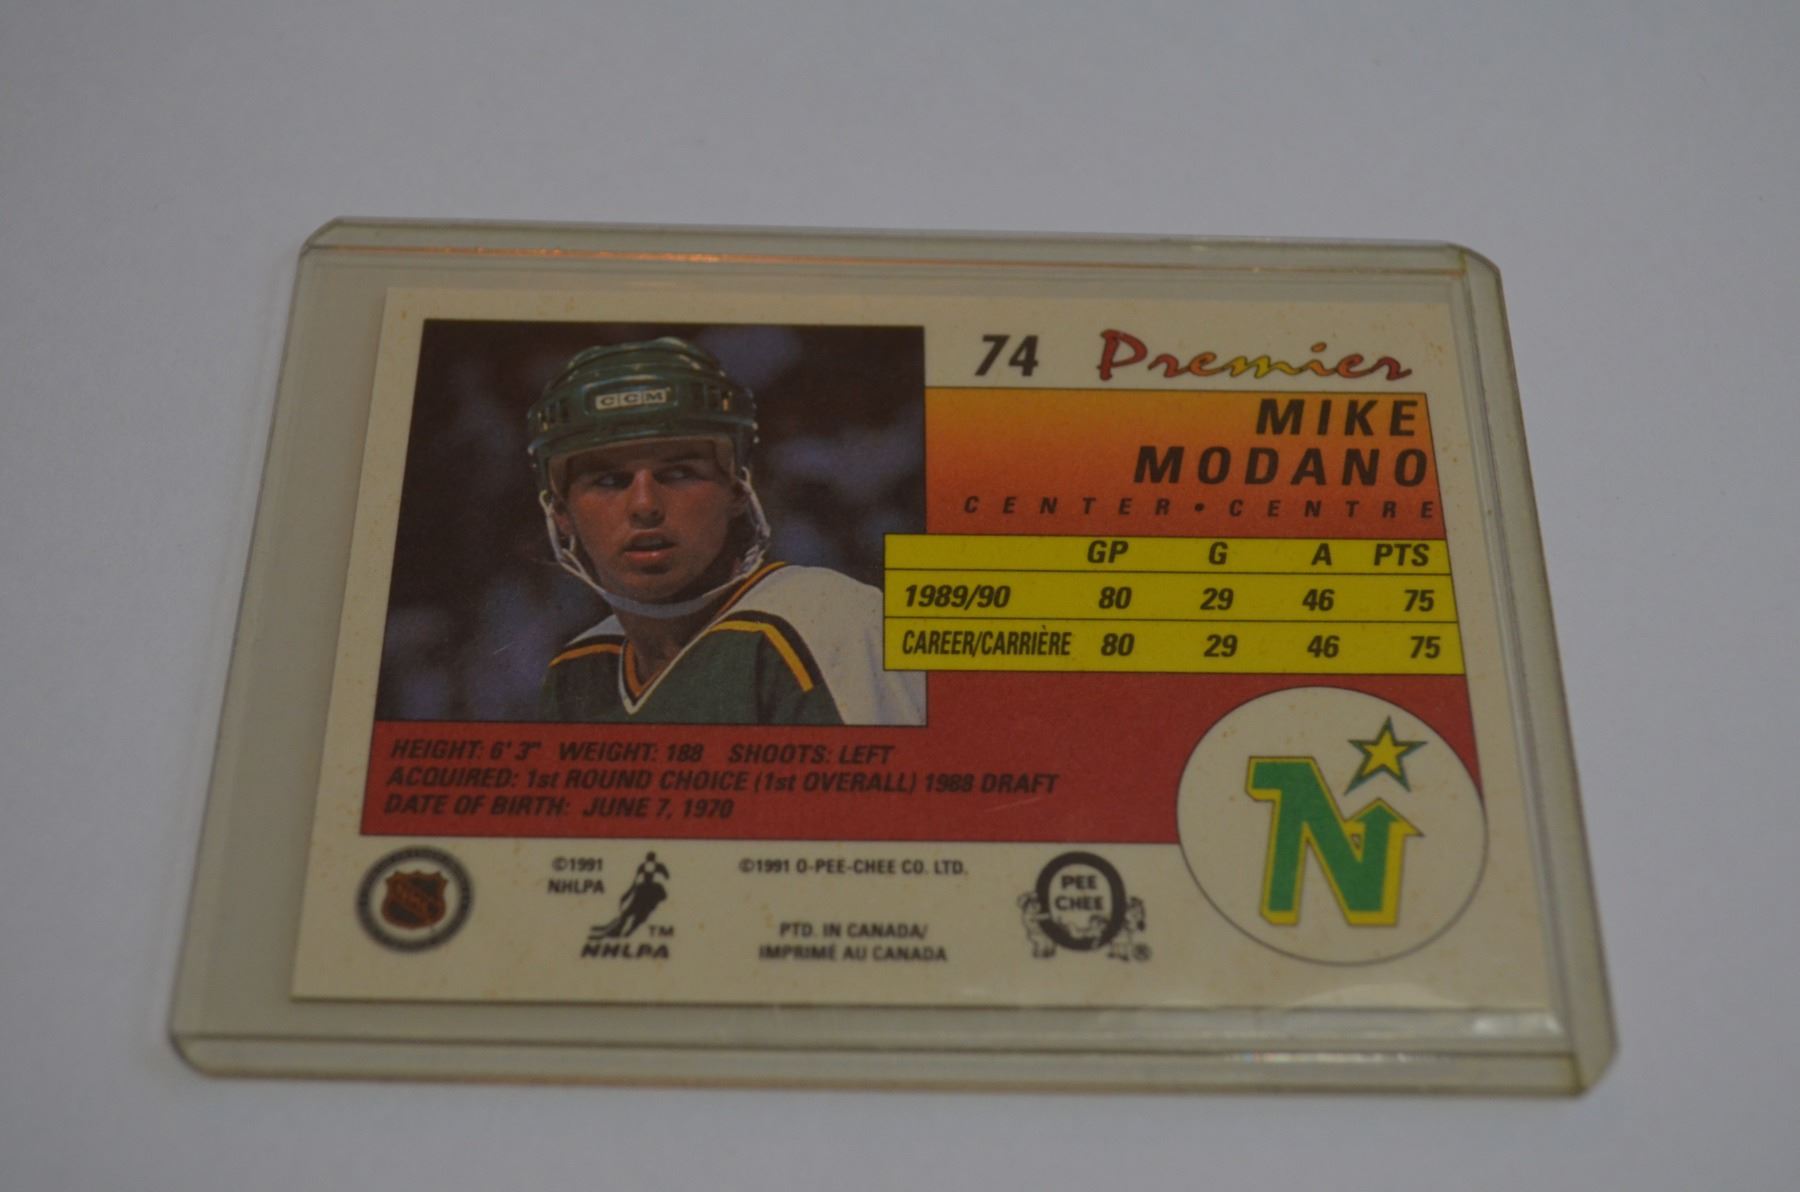 CCM
74 Premier
MIKE
MODANO
CENTER • CENTRE
GP G A PTS
1989/90 80 29 46 75
CAREER/CARRIÈRE 80 29 46 75
HEIGHT: 6' 3" WEIGHT: 188 SHOOTS: LEFT
ACQUIRED: 1st ROUND CHOICE (1st OVERALL) 1988 DRAFT
DATE OF BIRTH: JUNE 7, 1970
N
NHL
©1991
NHLPA
TM
NHLPA
©1991 O-PEE-CHEE CO. LTD.
PTD. IN CANADA/
IMPRIMÉ AU CANADA
O
PEE
CHEE
®